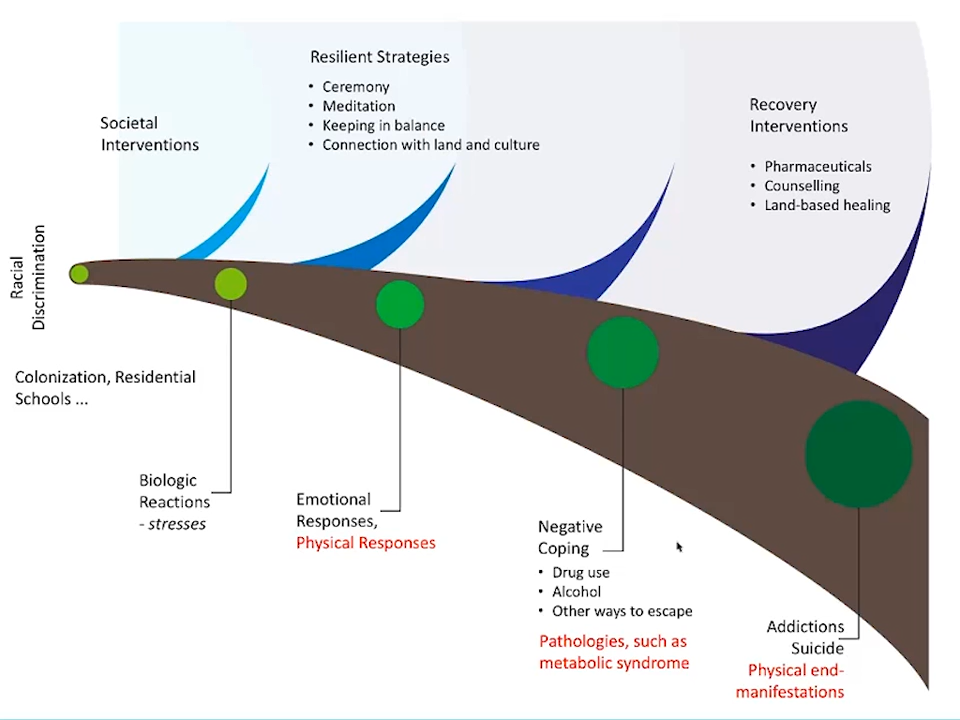 Resilient Strategies
• Ceremony
• Meditation
• Keeping in balance
• Connection with land and culture
Societal
Interventions
Recovery
Interventions
• Pharmaceuticals
• Counselling
• Land-based healing
Racial
Discrimination
Colonization, Residential
Schools ...
Biologic
Reactions
- stresses
Emotional
Responses,
Physical Responses
Negative
Coping
• Drug use
• Alcohol
• Other ways to escape
Pathologies, such as
metabolic syndrome
Addictions
Suicide
Physical end-
manifestations